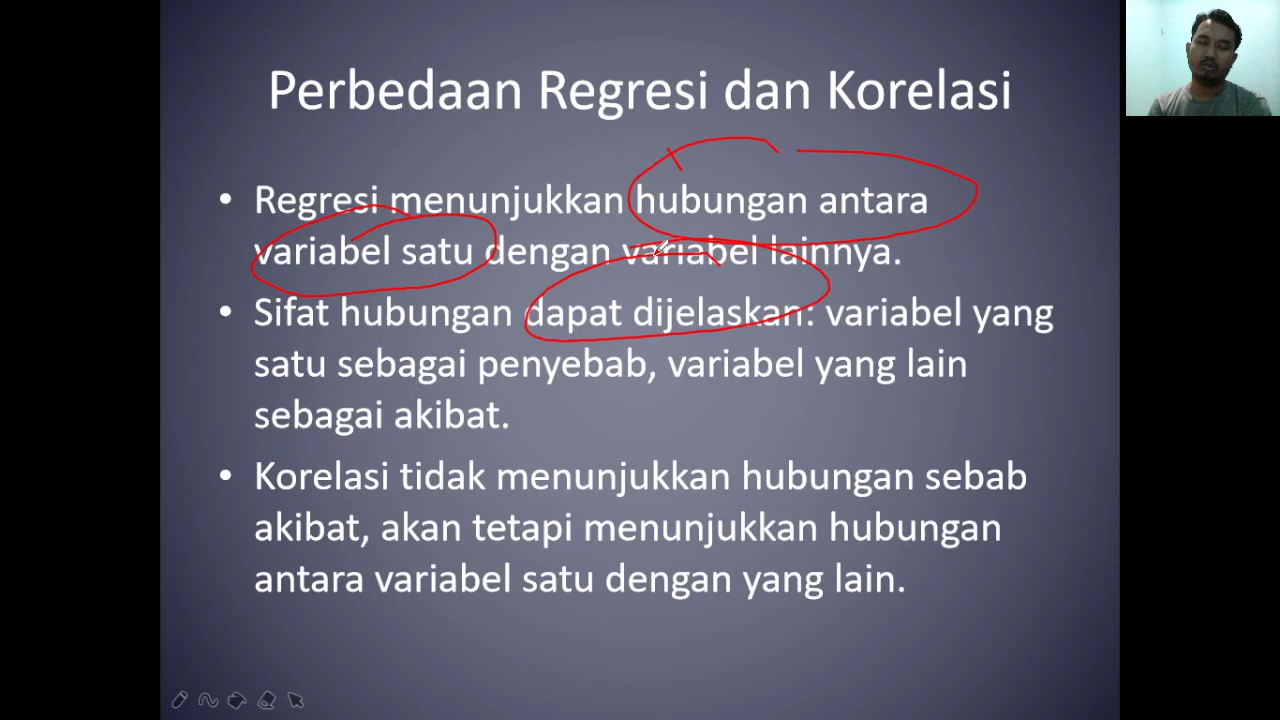 Perbedaan Regresi dan Korelasi
• Regresi menunjukkan hubungan antara
variabel satu dengan variabel lainnya.
• Sifat hubungan dapat dijelaskan: variabel yang
satu sebagai penyebab, variabel yang lain
sebagai akibat.
• Korelasi tidak menunjukkan hubungan sebab
akibat, akan tetapi menunjukkan hubungan
antara variabel satu dengan yang lain.